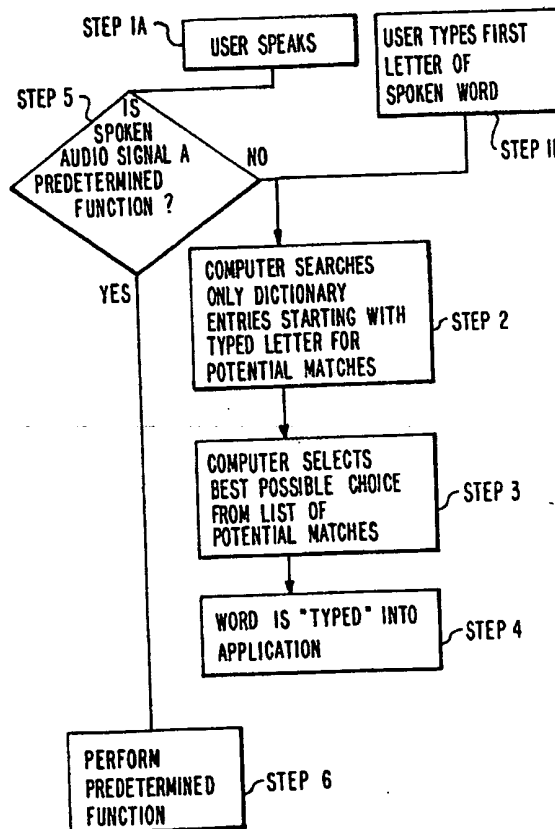 STEP 1A
USER SPEAKS
USER TYPES FIRST
LETTER OF
SPOKEN WORD
STEP 5
IS
SPOKEN
AUDIO SIGNAL A
PREDETERMINED
FUNCTION ?
NO
STEP
YES
COMPUTER SEARCHES
ONLY DICTIONARY
ENTRIES STARTING WITH
TYPED LETTER FOR
POTENTIAL MATCHES
STEP 2
COMPUTER SELECTS
BEST POSSIBLE CHOICE
FROM LIST OF
POTENTIAL MATCHES
STEP 3
WORD IS "TYPED" INTO
APPLICATION
STEP 4
PERFORM
PREDETERMINED
FUNCTION
STEP 6